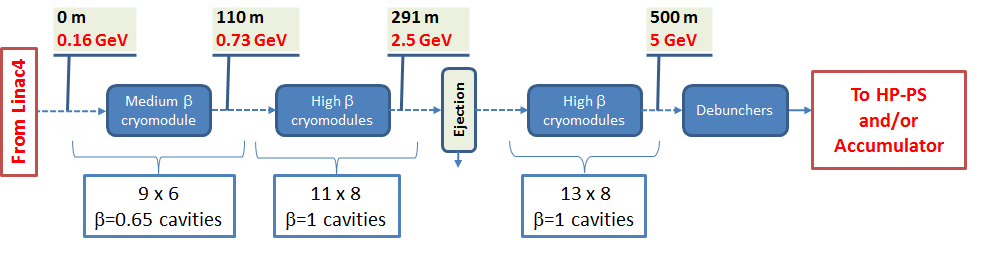 0 m
0.16 GeV
110 m
0.73 GeV
291 m
2.5 GeV
500 m
5 GeV
From Linac4
Medium β
cryomodule
High β
cryomodules
Ejection
High β
cryomodules
Debunchers
To HP-PS
and/or
Accumulator
9 x 6
β=0.65 cavities
11 x 8
β=1 cavities
13 x 8
β=1 cavities